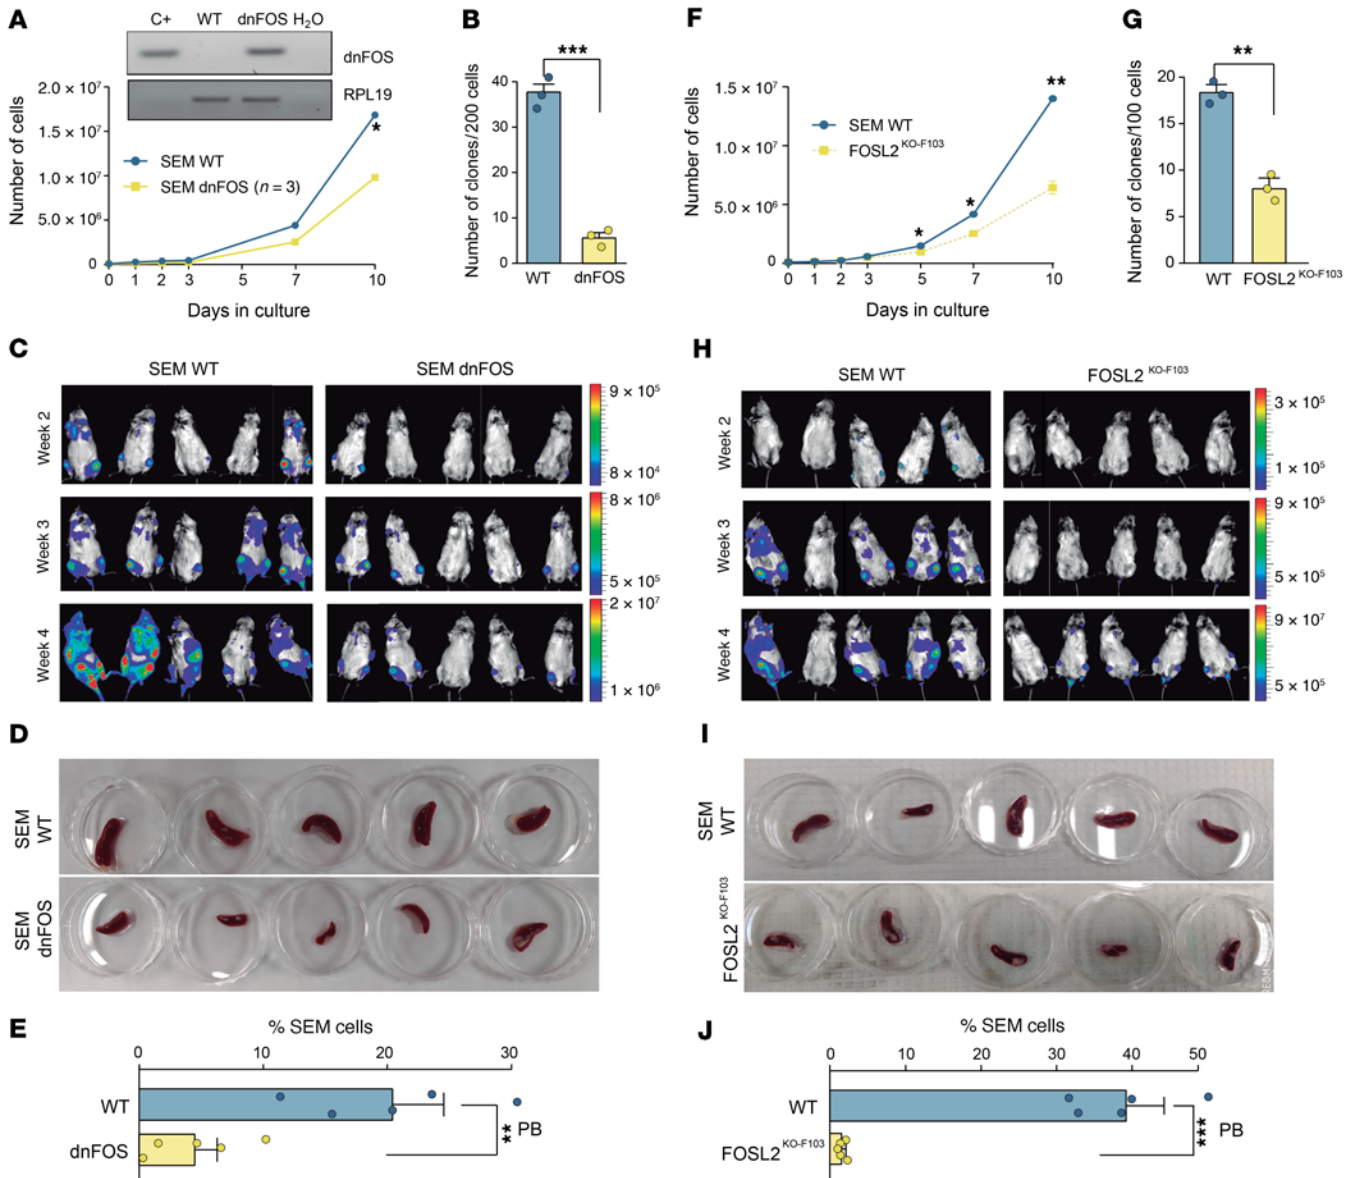 A
C+ WT dnFOS H₂O
dnFOS
RPL19
Number of cells
2.0 × 10⁷
1.5 × 10⁷
1.0 × 10⁷
5.0 × 10⁶
0
SEM WT
SEM dnFOS (n = 3)
*
0 1 2 3 5 7 10
Days in culture
B
***
Number of clones/200 cells
40
30
20
10
0
WT dnFOS
F
Number of cells
1.5 × 10⁷
1.0 × 10⁷
5.0 × 10⁶
0
SEM WT
FOSL2 KO-F103
* * **
0 1 2 3 5 7 10
Days in culture
G
**
Number of clones/100 cells
20
15
10
5
0
WT FOSL2 KO-F103
C
SEM WT SEM dnFOS
Week 2
9 × 10⁵
8 × 10⁴
Week 3
8 × 10⁶
5 × 10⁵
Week 4
2 × 10⁷
1 × 10⁶
H
SEM WT FOSL2 KO-F103
Week 2
3 × 10⁵
1 × 10⁵
Week 3
9 × 10⁵
5 × 10⁵
Week 4
9 × 10⁷
5 × 10⁵
D
SEM
WT
SEM
dnFOS
I
SEM
WT
FOSL2 KO-F103
E
% SEM cells
0 10 20 30
WT
dnFOS
** PB
J
% SEM cells
0 10 20 30 40 50
WT
FOSL2 KO-F103
*** PB